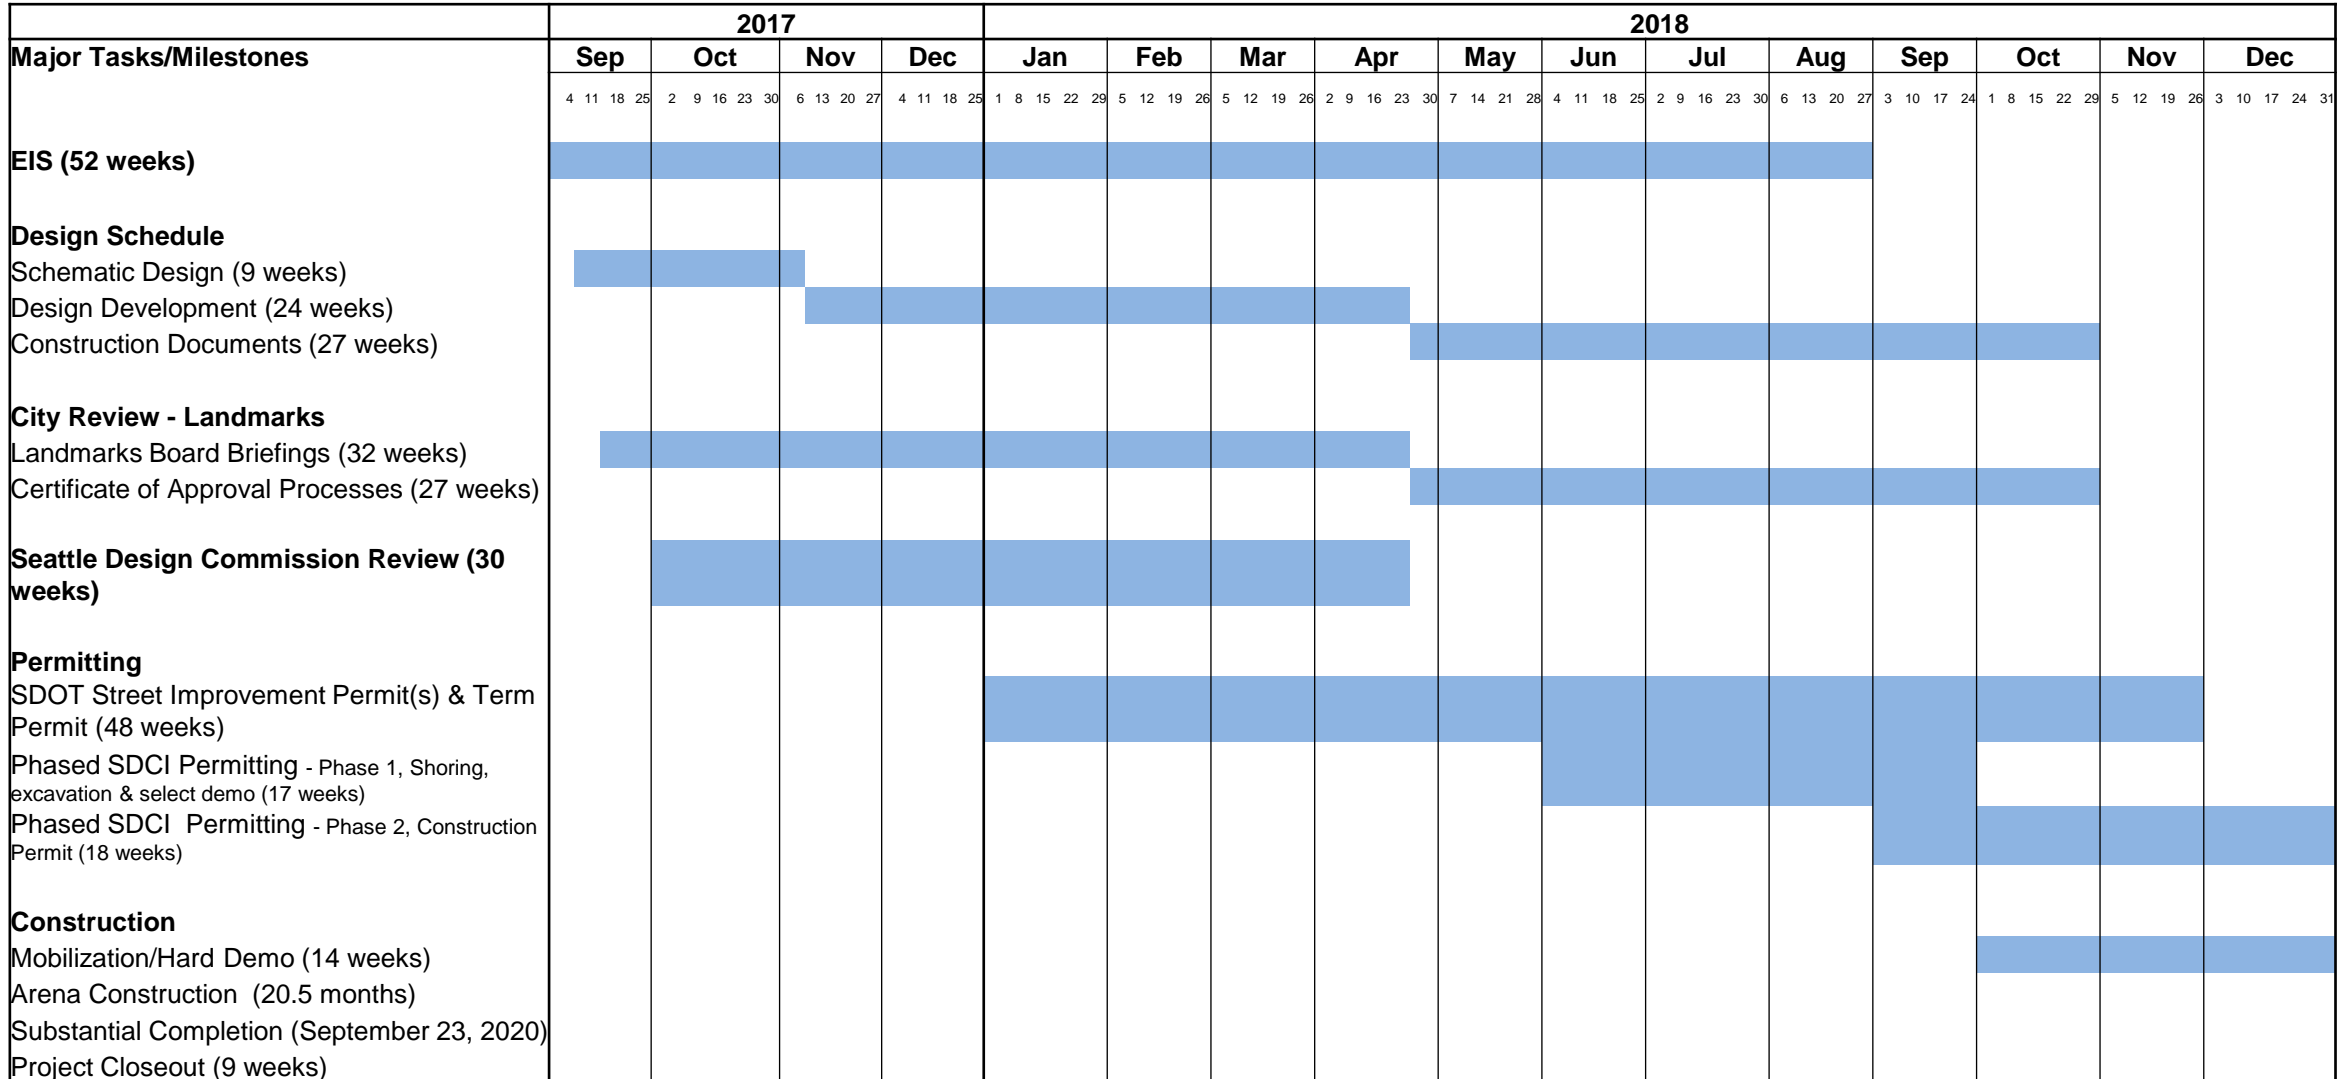 2017 2018
Major Tasks/Milestones Sep Oct Nov Dec Jan Feb Mar Apr May Jun Jul Aug Sep Oct Nov Dec
4 11 18 25 2 9 16 23 30 6 13 20 27 4 11 18 25 1 8 15 22 29 5 12 19 26 5 12 19 26 2 9 16 23 30 7 14 21 28 4 11 18 25 2 9 16 23 30 6 13 20 27 3 10 17 24 1 8 15 22 29 5 12 19 26 3 10 17 24 31
EIS (52 weeks)
Design Schedule
Schematic Design (9 weeks)
Design Development (24 weeks)
Construction Documents (27 weeks)
City Review - Landmarks
Landmarks Board Briefings (32 weeks)
Certificate of Approval Processes (27 weeks)
Seattle Design Commission Review (30
weeks)
Permitting
SDOT Street Improvement Permit(s) & Term
Permit (48 weeks)
Phased SDCI Permitting - Phase 1, Shoring,
excavation & select demo (17 weeks)
Phased SDCI Permitting - Phase 2, Construction
Permit (18 weeks)
Construction
Mobilization/Hard Demo (14 weeks)
Arena Construction (20.5 months)
Substantial Completion (September 23, 2020)
Project Closeout (9 weeks)